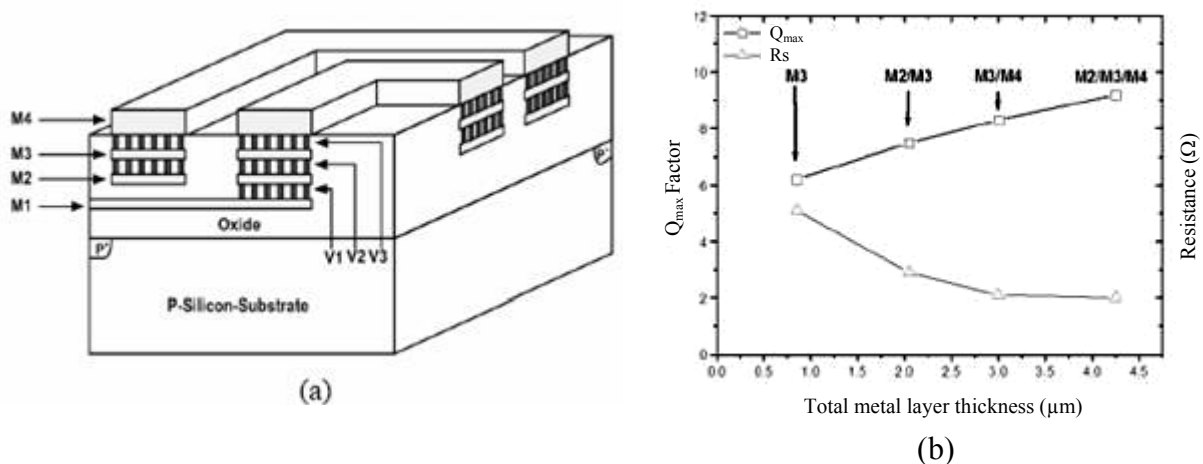 M4
M3
M2
M1
Oxide
P+
P-
V1 V2 V3
P-Silicon-Substrate
(a)
Qmax
Rs
M3
M2/M3
M3/M4
M2/M3/M4
12
10
8
6
4
2
0
Qmax Factor
Resistance (Ω)
0.0 0.5 1.0 1.5 2.0 2.5 3.0 3.5 4.0 4.5
Total metal layer thickness (µm)
(b)